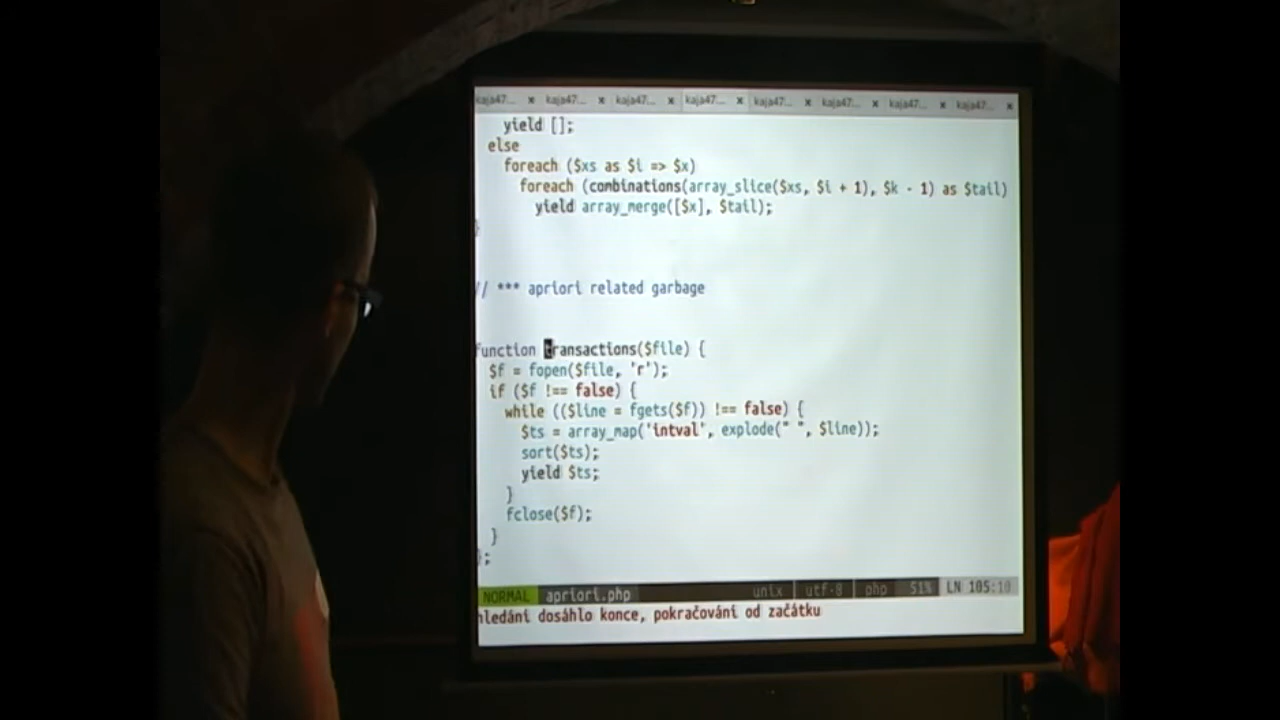 kaja47... × kaja47... × kaja47... × kaja47... × kaja47... × kaja47... × kaja47... × kaja47... ×
yield [];
else
foreach ($xs as $i => $x)
foreach (combinations(array_slice($xs, $i + 1), $k - 1) as $tail)
yield array_merge([$x], $tail);
}
// *** apriori related garbage
function transactions($file) {
$f = fopen($file, 'r');
if ($f !== false) {
while (($line = fgets($f)) !== false) {
$ts = array_map('intval', explode(" ", $line));
sort($ts);
yield $ts;
}
fclose($f);
}
};
NORMAL apriori.php unix | utf-8 | php 51% LN 105:10
hledání dosáhlo konce, pokračování od začátku